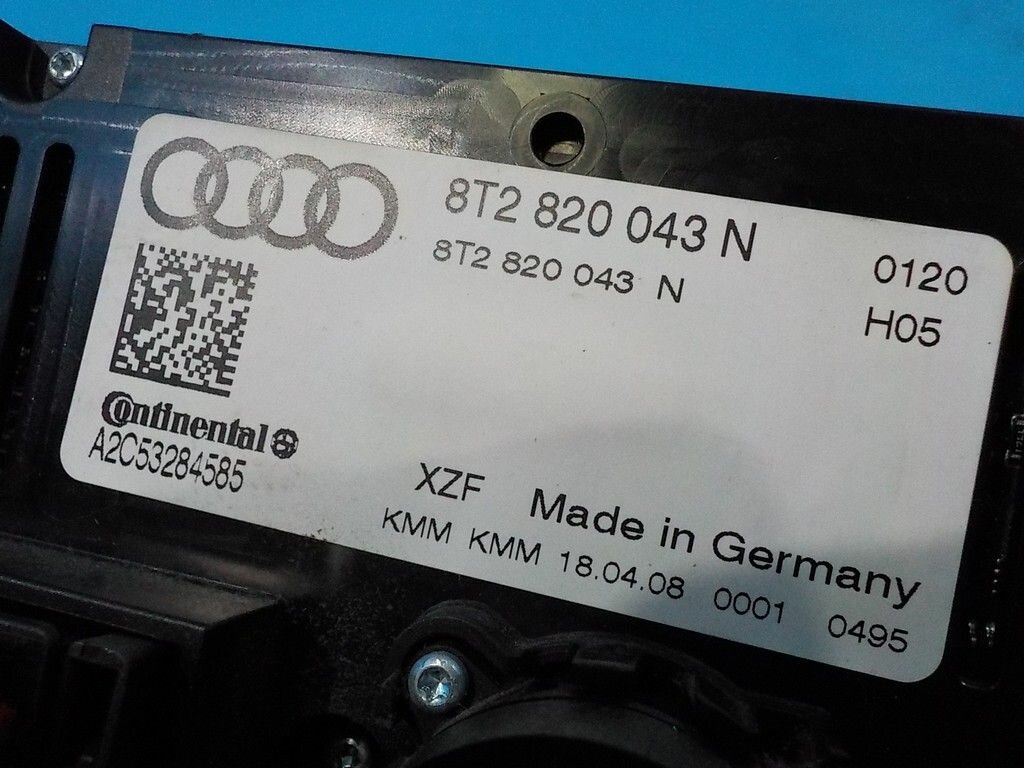 8T2 820 043 N
8T2 820 043 N
0120
H05
Continental
A2C53284585
XZF Made in Germany
KMM KMM 18.04.08 0001 0495